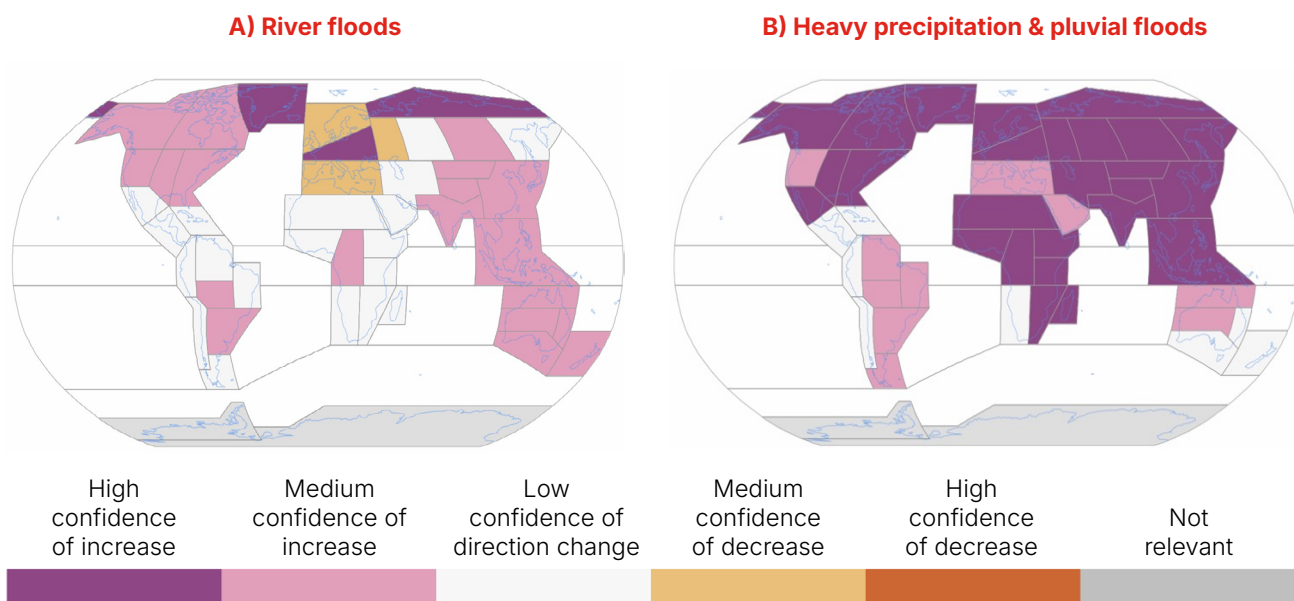 A) River floods
B) Heavy precipitation & pluvial floods
High
confidence
of increase
Medium
confidence of
increase
Low
confidence of
direction change
Medium
confidence
of decrease
High
confidence
of decrease
Not
relevant